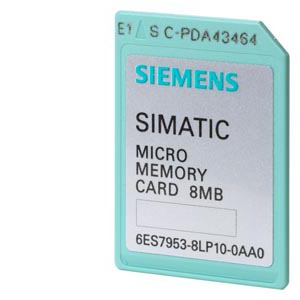 E1 S C-PDA43464
SIEMENS
SIMATIC
MICRO
MEMORY
CARD 8MB
6ES7953-8LP10-0AA0